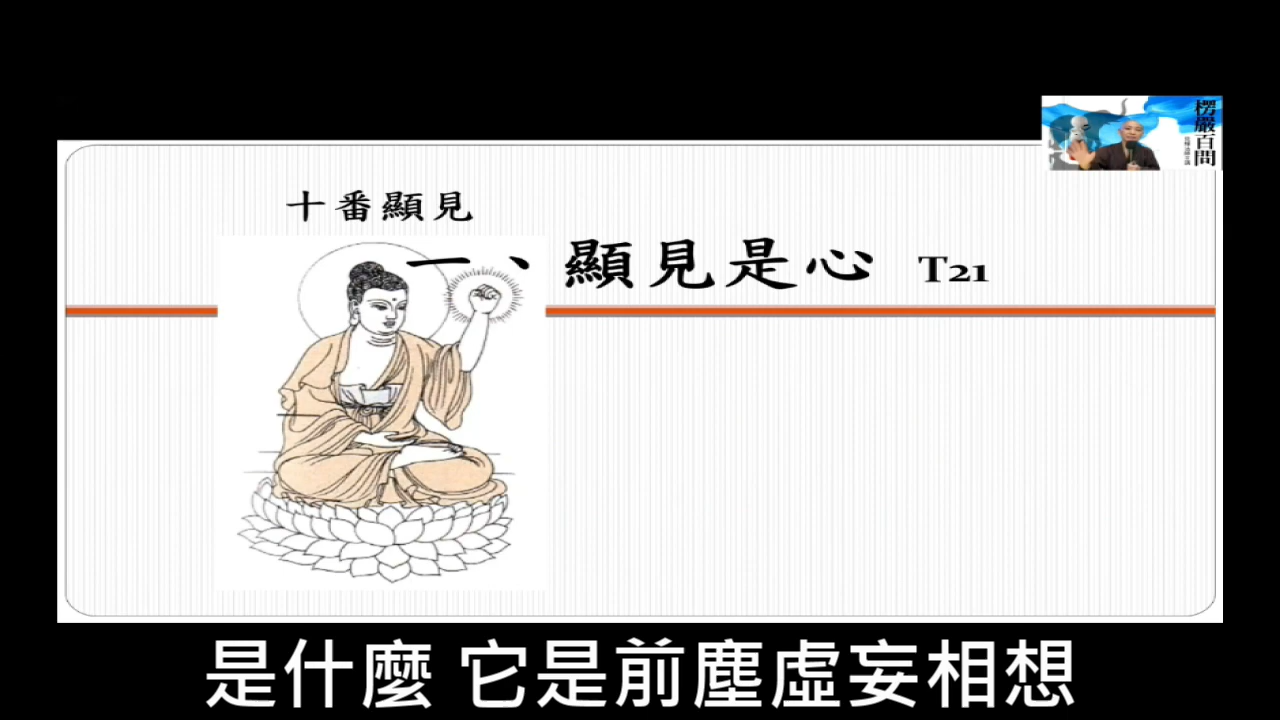 楞嚴百問
十番顯見
一、顯見是心 T21
是什麼 它是前塵虛妄相想